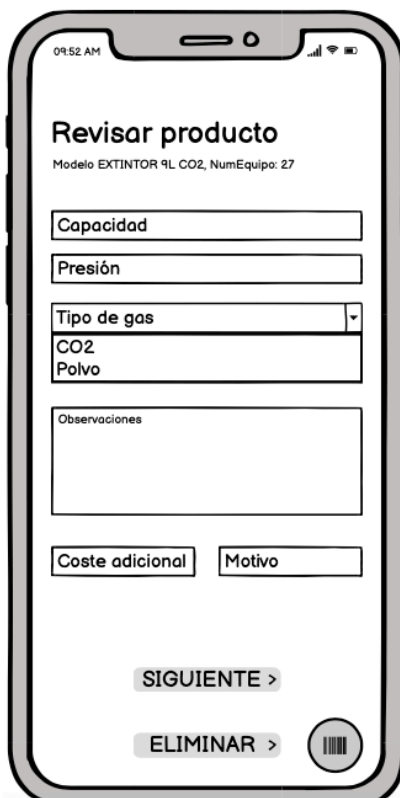 09:52 AM
Revisar producto
Modelo EXTINTOR 9L CO2, NumEquipo: 27
Capacidad
Presión
Tipo de gas
CO2
Polvo
Observaciones
Coste adicional
Motivo
SIGUIENTE >
ELIMINAR >